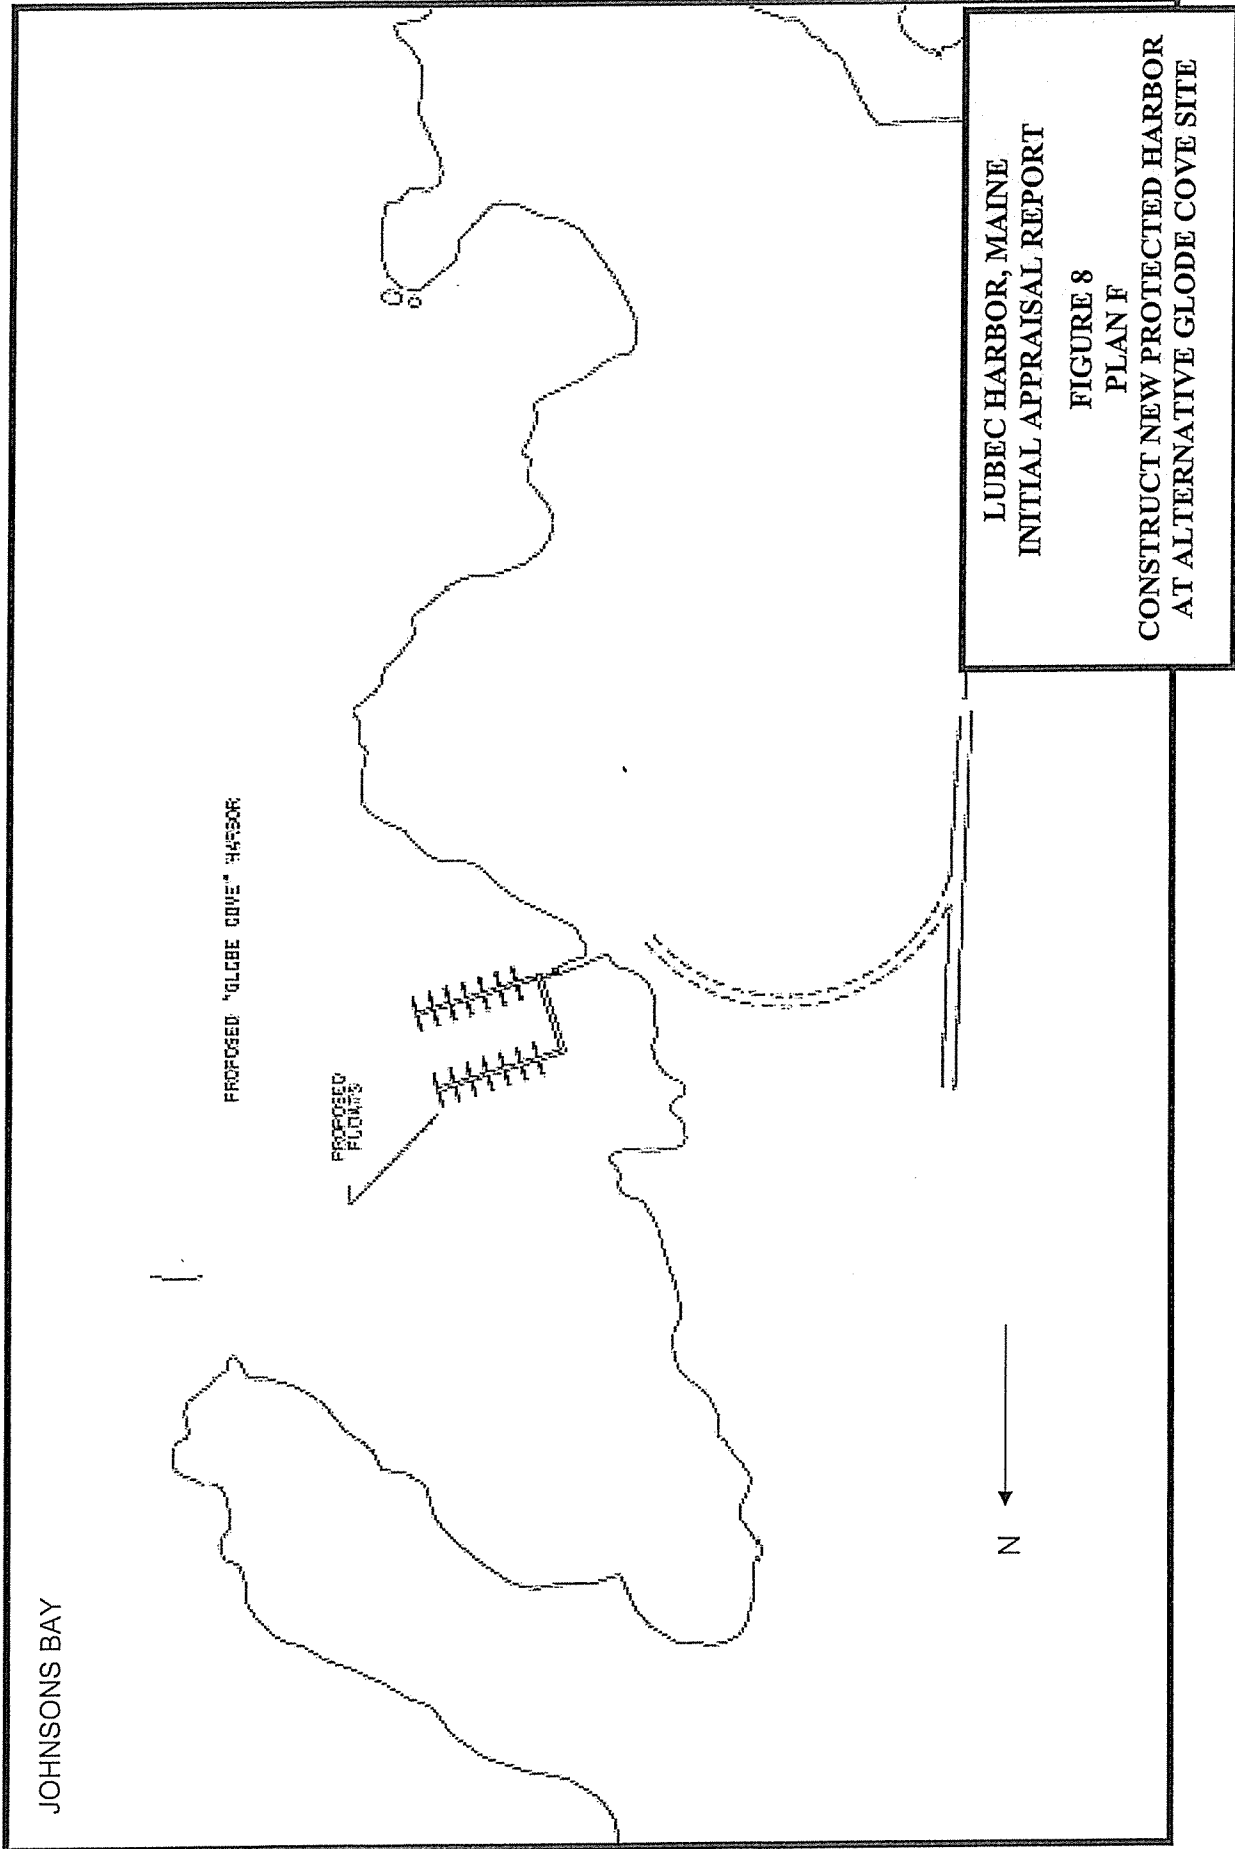 JOHNSONS BAY
PROPOSED "GLOBE COVE" HARBOR
PROPOSED
FLOATS
N
LUBEC HARBOR, MAINE
INITIAL APPRAISAL REPORT
FIGURE 8
PLAN F
CONSTRUCT NEW PROTECTED HARBOR
AT ALTERNATIVE GLODE COVE SITE